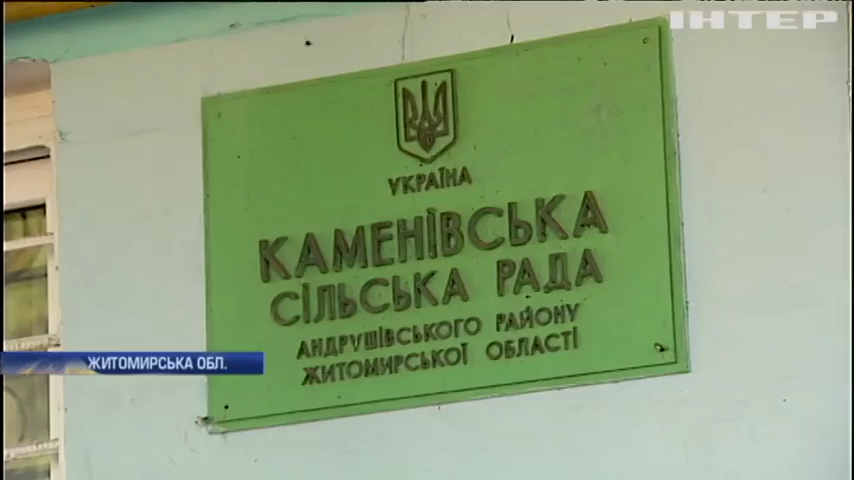 ІНТЕР
УКРАЇНА
КАМЕНІВСЬКА
СІЛЬСЬКА РАДА
АНДРУШІВСЬКОГО РАЙОНУ
ЖИТОМИРСЬКОЇ ОБЛАСТІ
ЖИТОМИРСЬКА ОБЛ.